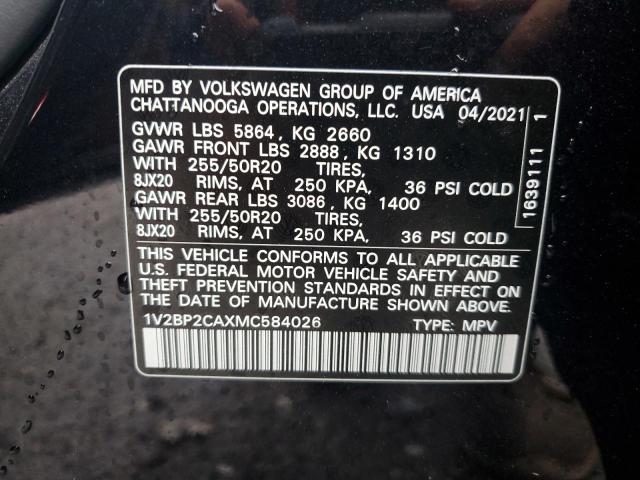 MFD BY VOLKSWAGEN GROUP OF AMERICA
CHATTANOOGA OPERATIONS, LLC. USA 04/2021
GVWR LBS 5864, KG 2660
GAWR FRONT LBS 2888, KG 1310
WITH 255/50R20 TIRES,
8JX20 RIMS, AT 250 KPA, 36 PSI COLD
GAWR REAR LBS 3086, KG 1400
WITH 255/50R20 TIRES,
8JX20 RIMS, AT 250 KPA, 36 PSI COLD
1639111 1
THIS VEHICLE CONFORMS TO ALL APPLICABLE
U.S. FEDERAL MOTOR VEHICLE SAFETY AND
THEFT PREVENTION STANDARDS IN EFFECT ON
THE DATE OF MANUFACTURE SHOWN ABOVE.
1V2BP2CAXMC584026 TYPE: MPV